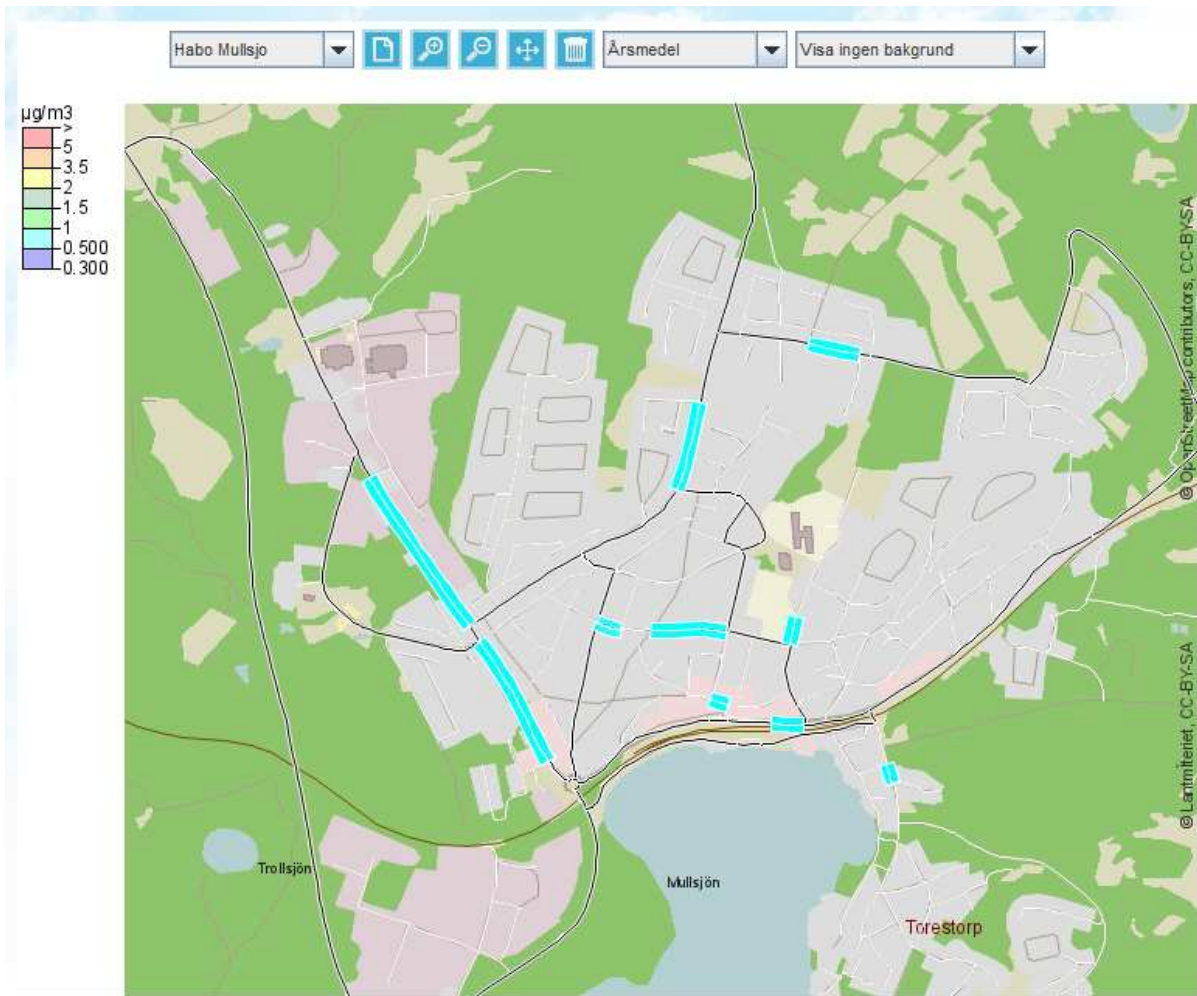 Habo Mullsjo
Årsmedel
Visa ingen bakgrund
µg/m3
>
5
3.5
2
1.5
1
0.500
0.300
© OpenStreetMap contributors, CC-BY-SA
© Lantmäteriet, CC-BY-SA
Trollsjön
Mullsjön
Torestorp